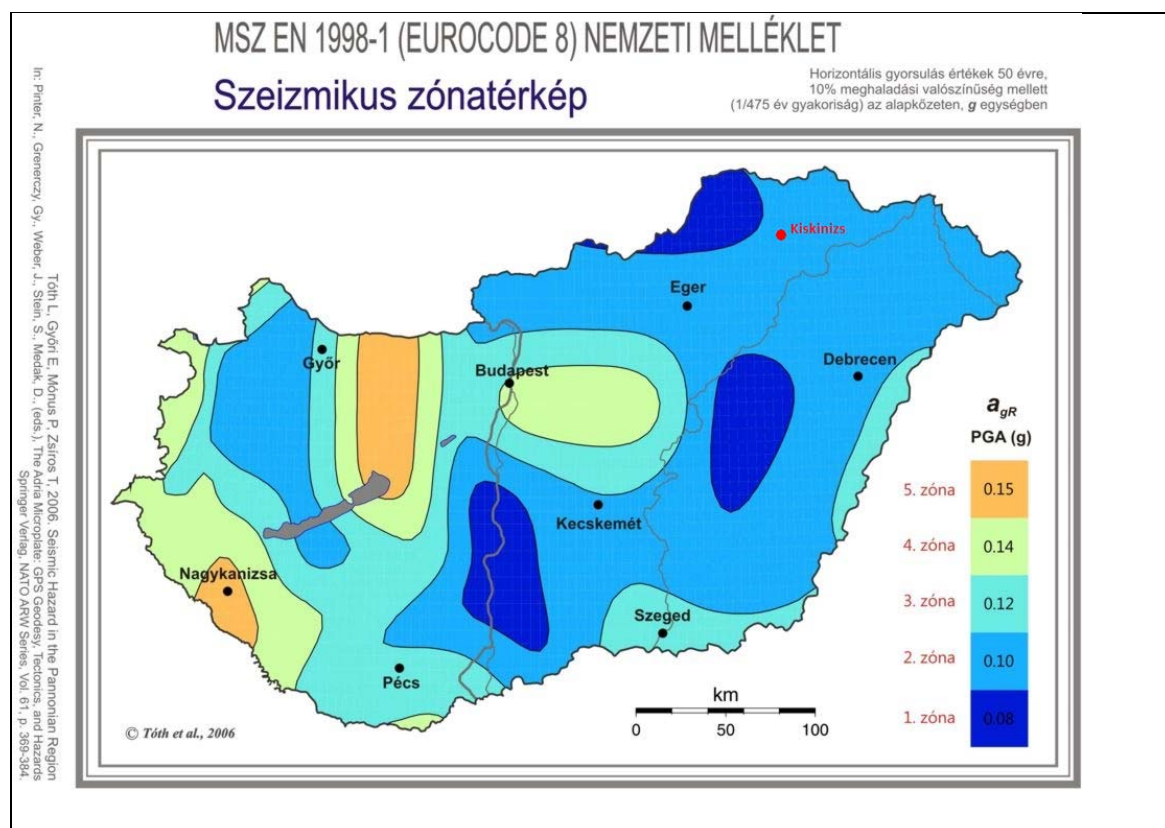 MSZ EN 1998-1 (EUROCODE 8) NEMZETI MELLÉKLET
Szeizmikus zónatérkép
Horizontális gyorsulás értékek 50 évre,
10% meghaladási valószínűség mellett
(1/475 év gyakoriság) az alapkőzeten, g egységben
Tóth L, Győri E, Mónus P, Zsíros T, 2006. Seismic Hazard in the Pannonian Region
In: Pinter, N., Grenerczy, Gy., Weber, J., Stein, S., Medak, D., (eds.), The Adria Microplate: GPS Geodesy, Tectonics, and Hazards
Springer Verlag, NATO ARW Series, Vol. 61, p. 369-384.
Kiskinizs
Eger
Győr
Budapest
Debrecen
Kecskemét
Nagykanizsa
Szeged
Pécs
agR
PGA (g)
5. zóna 0.15
4. zóna 0.14
3. zóna 0.12
2. zóna 0.10
1. zóna 0.08
km
0 50 100
© Tóth et al., 2006